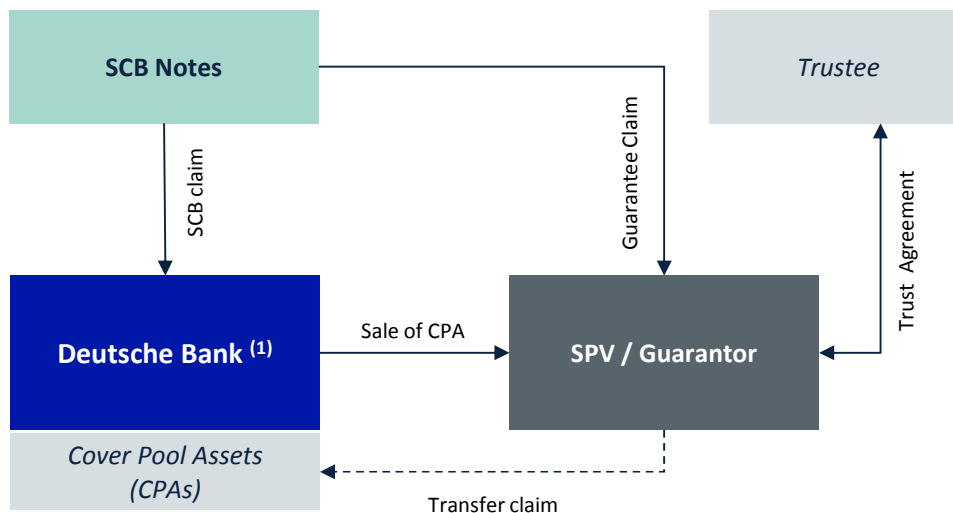 SCB Notes
Trustee
SCB claim
Guarantee Claim
Trust Agreement
Deutsche Bank (1)
Sale of CPA
SPV / Guarantor
Cover Pool Assets
(CPAs)
Transfer claim